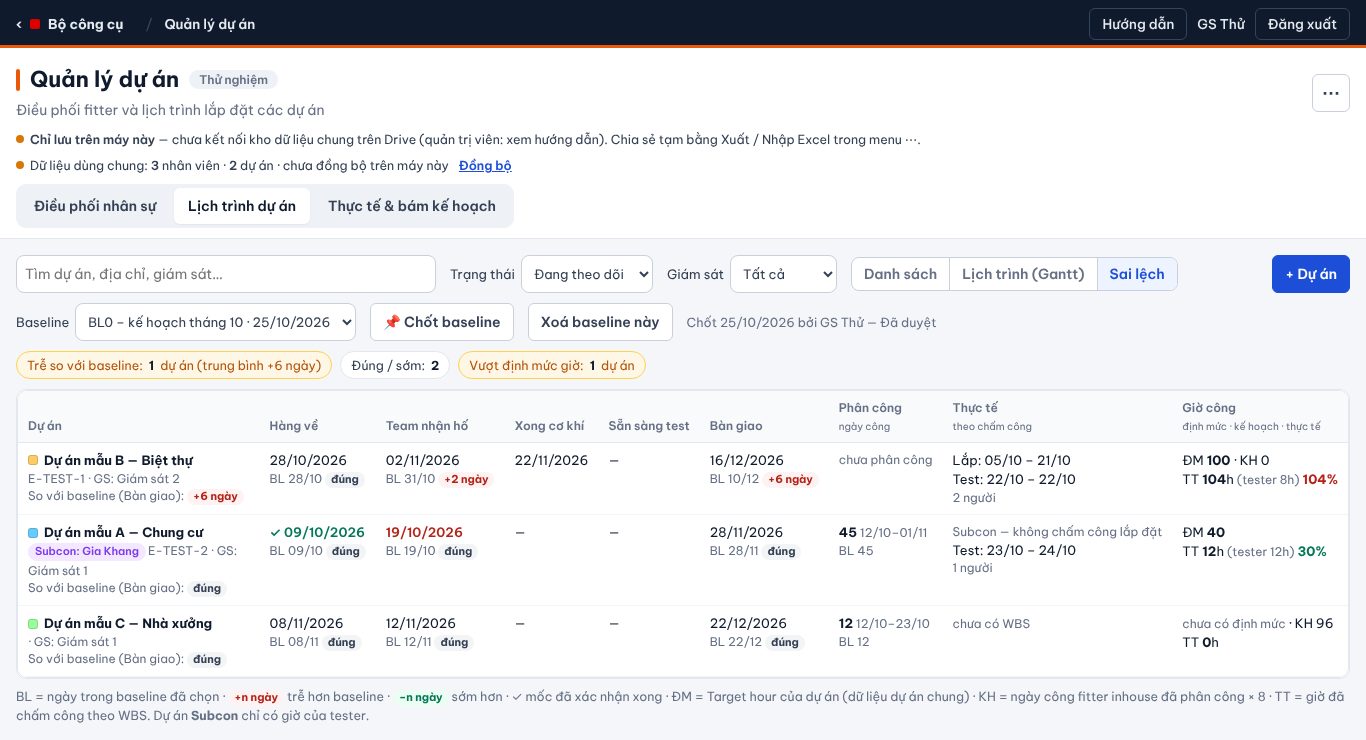 ‹ Bộ công cụ / Quản lý dự án Hướng dẫn GS Thử Đăng xuất
Quản lý dự án Thử nghiệm
···
Điều phối fitter và lịch trình lắp đặt các dự án
Chỉ lưu trên máy này — chưa kết nối kho dữ liệu chung trên Drive (quản trị viên: xem hướng dẫn). Chia sẻ tạm bằng Xuất / Nhập Excel trong menu ···.
Dữ liệu dùng chung: 3 nhân viên · 2 dự án · chưa đồng bộ trên máy này Đồng bộ
Điều phối nhân sự Lịch trình dự án Thực tế & bám kế hoạch
Tìm dự án, địa chỉ, giám sát... Trạng thái Đang theo dõi Giám sát Tất cả Danh sách Lịch trình (Gantt) Sai lệch + Dự án
Baseline BL0 – kế hoạch tháng 10 · 25/10/2026 📌 Chốt baseline Xoá baseline này Chốt 25/10/2026 bởi GS Thử — Đã duyệt
Trễ so với baseline: 1 dự án (trung bình +6 ngày) Đúng / sớm: 2 Vượt định mức giờ: 1 dự án
Dự án Hàng về Team nhận hố Xong cơ khí Sẵn sàng test Bàn giao Phân công Thực tế Giờ công
ngày công theo chấm công định mức · kế hoạch · thực tế
Dự án mẫu B — Biệt thự 28/10/2026 02/11/2026 22/11/2026 — 16/12/2026 chưa phân công Lắp: 05/10 – 21/10 ĐM 100 · KH 0
E-TEST-1 · GS: Giám sát 2 BL 28/10 đúng BL 31/10 +2 ngày BL 10/12 +6 ngày Test: 22/10 – 22/10 TT 104h (tester 8h) 104%
So với baseline (Bàn giao): +6 ngày 2 người
Dự án mẫu A — Chung cư ✓ 09/10/2026 19/10/2026 — — 28/11/2026 45 12/10–01/11 Subcon — không chấm công lắp đặt ĐM 40
Subcon: Gia Khang E-TEST-2 · GS: BL 09/10 đúng BL 19/10 đúng BL 28/11 đúng BL 45 Test: 23/10 – 24/10 TT 12h (tester 12h) 30%
Giám sát 1 1 người
So với baseline (Bàn giao): đúng
Dự án mẫu C — Nhà xưởng 08/11/2026 12/11/2026 — — 22/12/2026 12 12/10–23/10 chưa có WBS chưa có định mức · KH 96
· GS: Giám sát 1 BL 08/11 đúng BL 12/11 đúng BL 22/12 đúng BL 12 TT 0h
So với baseline (Bàn giao): đúng
BL = ngày trong baseline đã chọn · +n ngày trễ hơn baseline · −n ngày sớm hơn · ✓ mốc đã xác nhận xong · ĐM = Target hour của dự án (dữ liệu dự án chung) · KH = ngày công fitter inhouse đã phân công × 8 · TT = giờ đã
chấm công theo WBS. Dự án Subcon chỉ có giờ của tester.